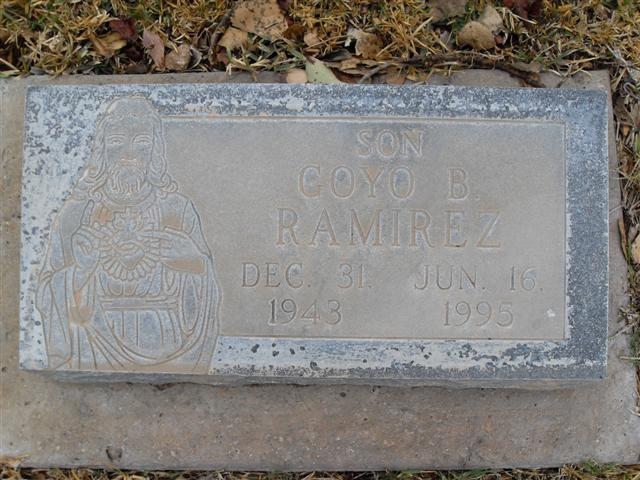 SON
GOYO B.
RAMIREZ
DEC. 31. JUN. 16.
1943 1995